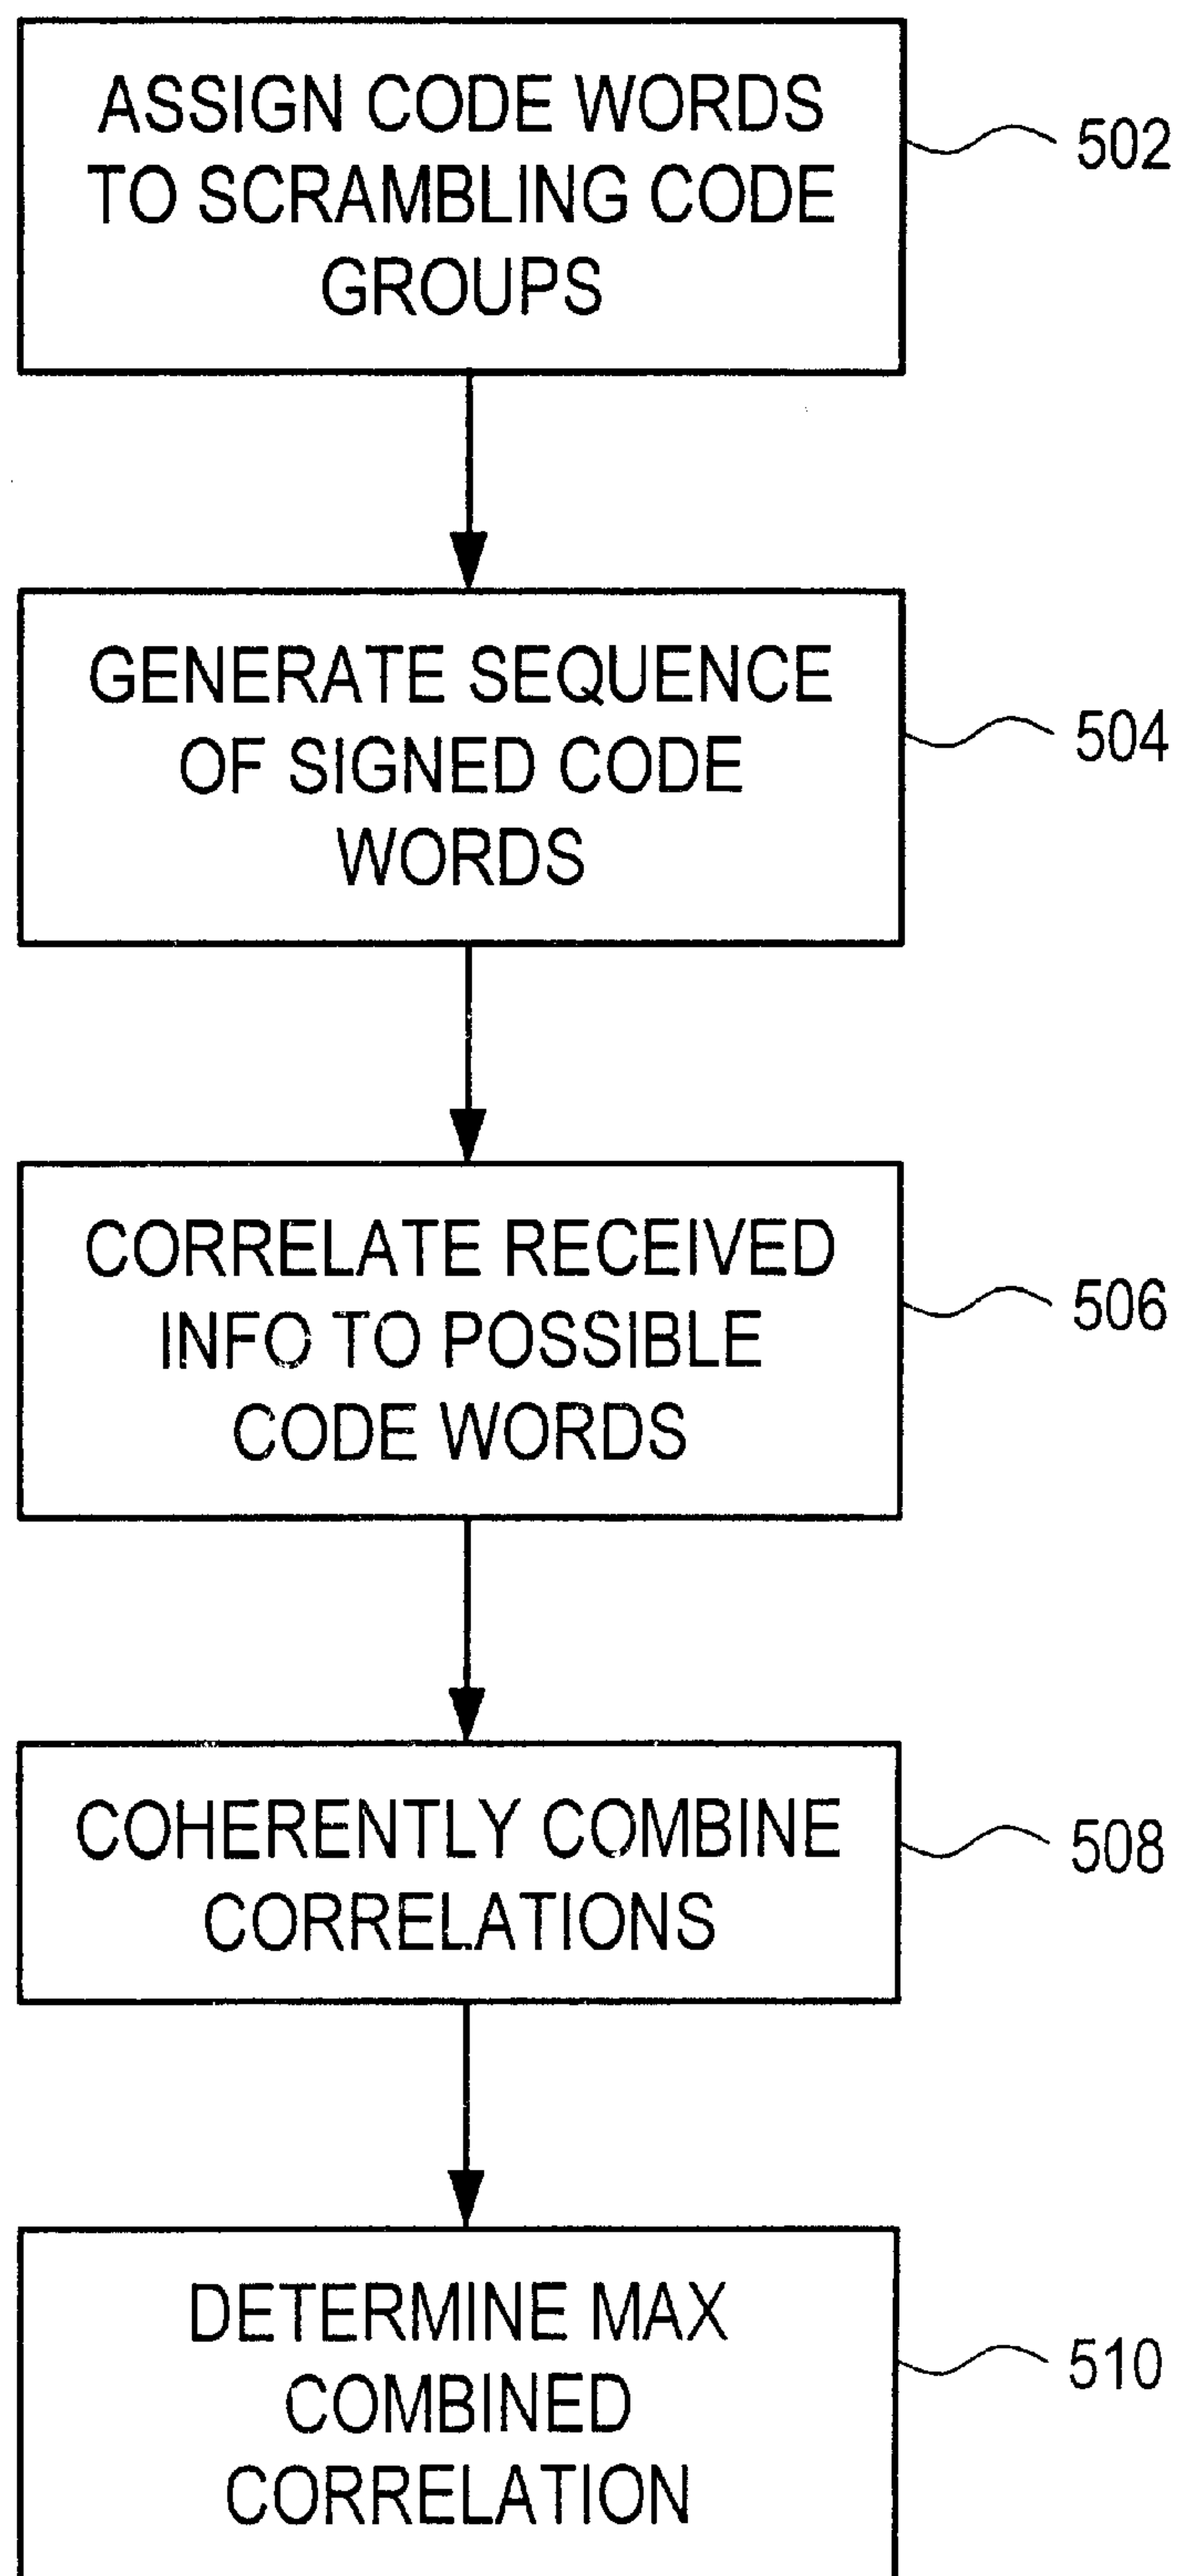 ASSIGN CODE WORDS
TO SCRAMBLING CODE
GROUPS
502
GENERATE SEQUENCE
OF SIGNED CODE
WORDS
504
CORRELATE RECEIVED
INFO TO POSSIBLE
CODE WORDS
506
COHERENTLY COMBINE
CORRELATIONS
508
DETERMINE MAX
COMBINED
CORRELATION
510